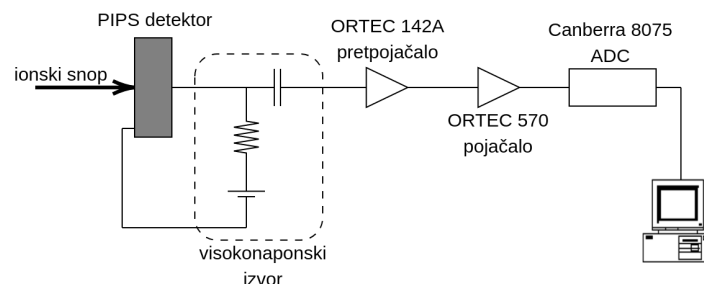 PIPS detektor
ionski snop
ORTEC 142A
pretpojačalo
Canberra 8075
ADC
ORTEC 570
pojačalo
visokonaponski
izvor